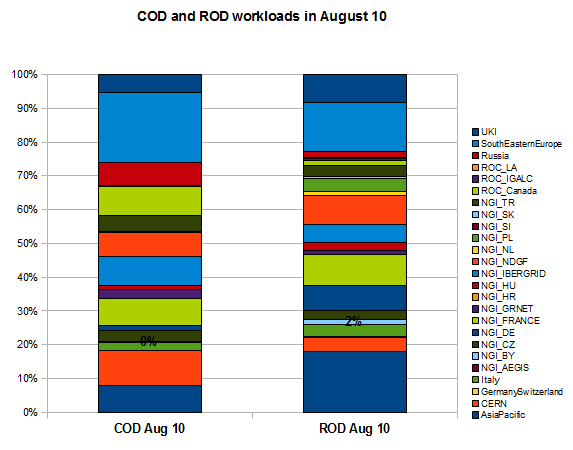 COD and ROD workloads in August 10
100%
90%
80%
70%
60%
50%
40%
30%
20%
10%
0%
0%
2%
COD Aug 10
ROD Aug 10
UKI
SouthEasternEurope
Russia
ROC_LA
ROC_IGALC
ROC_Canada
NGI_TR
NGI_SK
NGI_SI
NGI_PL
NGI_NL
NGI_NDGF
NGI_IBERGRID
NGI_HU
NGI_HR
NGI_GRNET
NGI_FRANCE
NGI_DE
NGI_CZ
NGI_BY
NGI_AEGIS
Italy
GermanySwitzerland
CERN
AsiaPacific